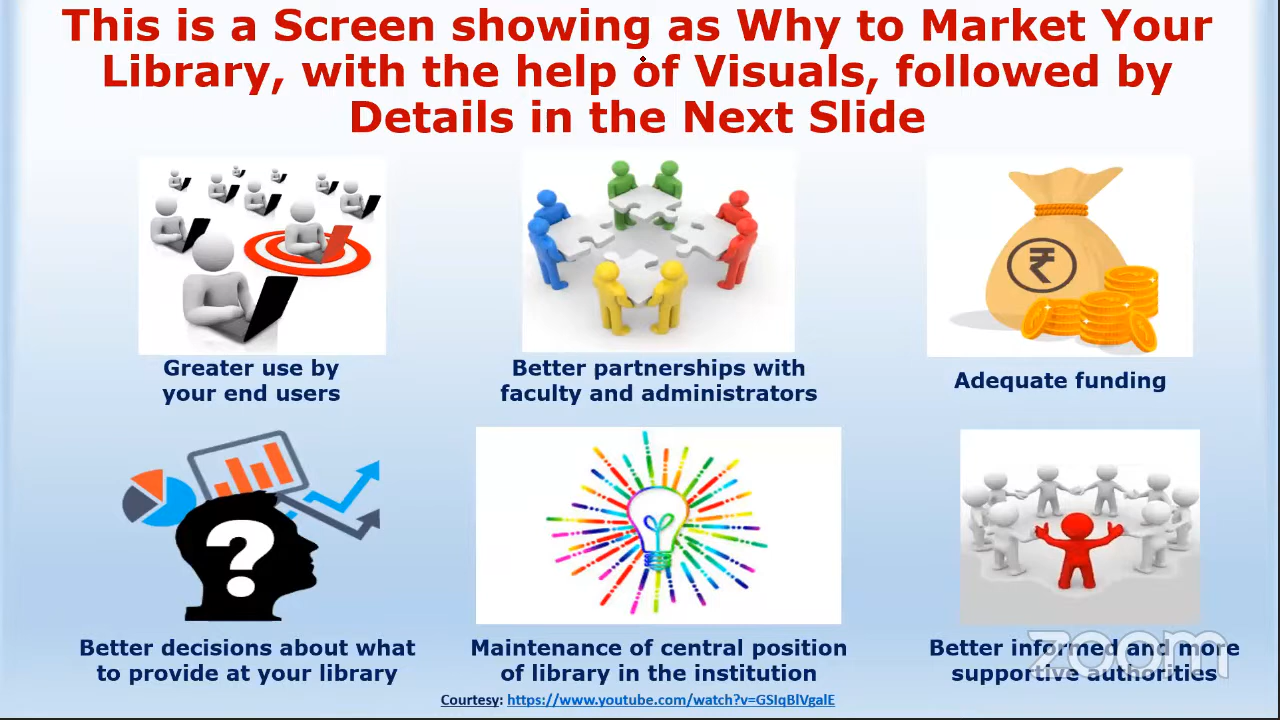 This is a Screen showing as Why to Market Your
Library, with the help of Visuals, followed by
Details in the Next Slide
₹
Greater use by
your end users
Better partnerships with
faculty and administrators
Adequate funding
?
Better decisions about what
to provide at your library
Maintenance of central position
of library in the institution
Better informed and more
supportive authorities
zoom
Courtesy: https://www.youtube.com/watch?v=GSIqBlVgalE